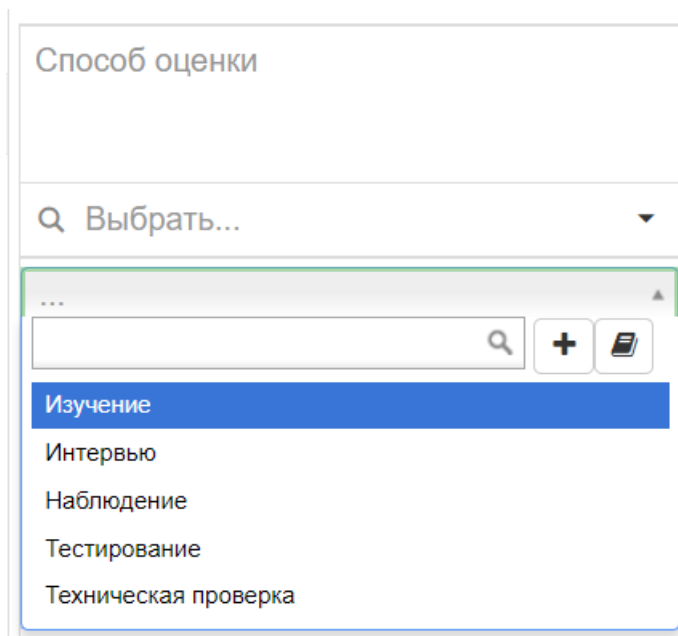 Способ оценки
Выбрать...
...
Изучение
Интервью
Наблюдение
Тестирование
Техническая проверка